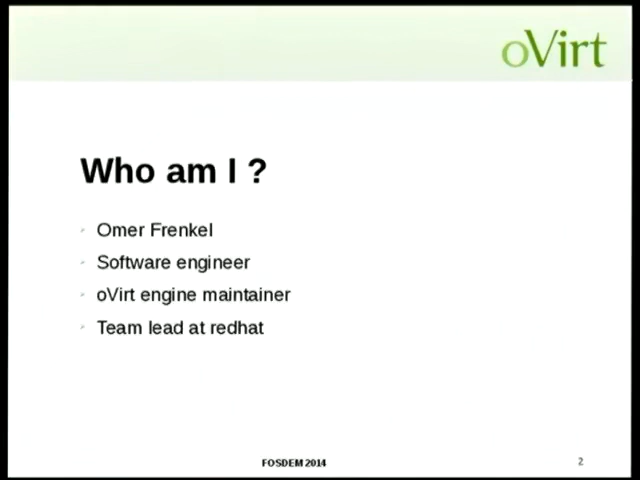 oVirt
Who am I ?
Omer Frenkel
Software engineer
oVirt engine maintainer
Team lead at redhat
FOSDEM 2014
2